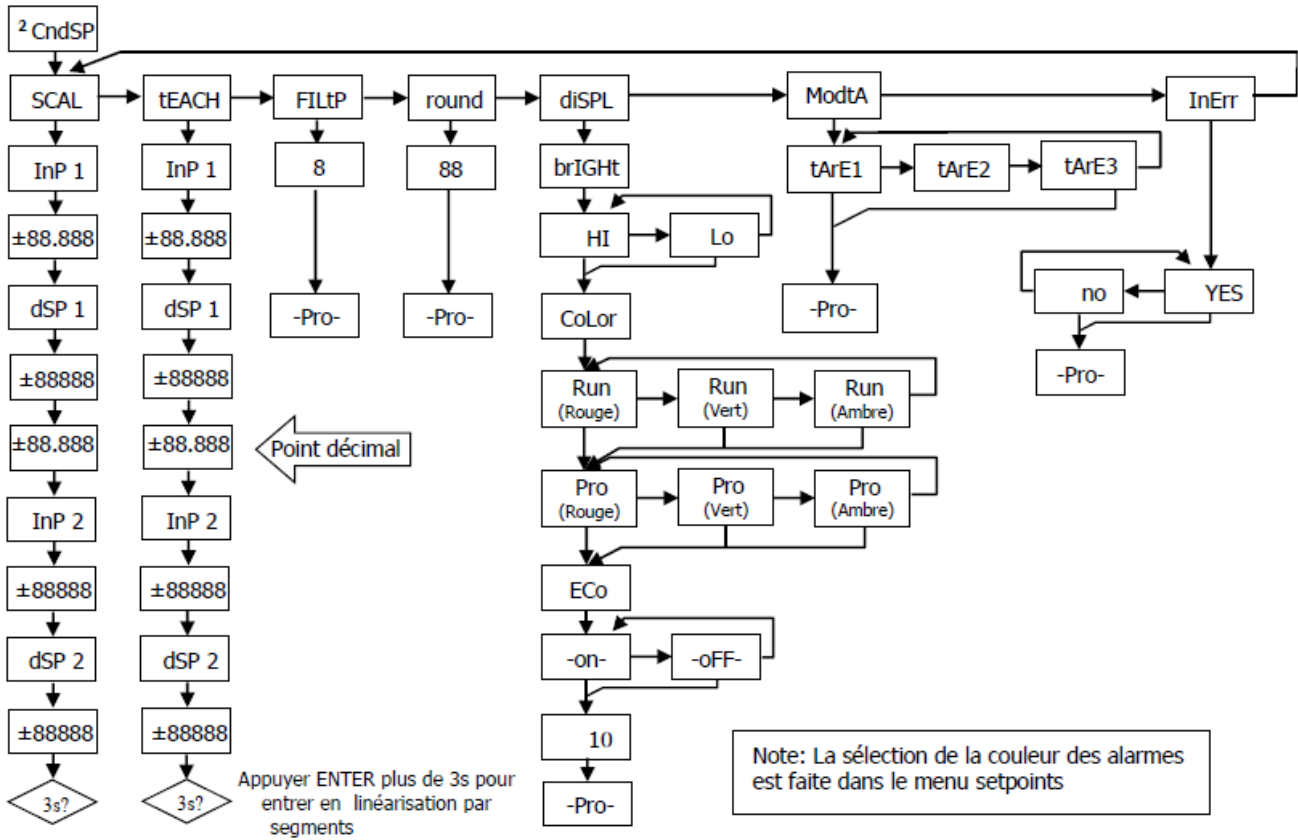 ² CndSP
SCAL
tEACH
FILtP
round
diSPL
ModtA
InErr
InP 1
InP 1
8
88
brIGHt
tArE1
tArE2
tArE3
±88.888
±88.888
HI
Lo
dSP 1
dSP 1
-Pro-
-Pro-
CoLor
-Pro-
no
YES
±88888
±88888
Run
(Rouge)
Run
(Vert)
Run
(Ambre)
-Pro-
±88.888
±88.888
Point décimal
InP 2
InP 2
Pro
(Rouge)
Pro
(Vert)
Pro
(Ambre)
±88888
±88888
ECo
dSP 2
dSP 2
-on-
-oFF-
±88888
±88888
10
3s?
3s?
Appuyer ENTER plus de 3s pour
entrer en linéarisation par
segments
-Pro-
Note: La sélection de la couleur des alarmes
est faite dans le menu setpoints